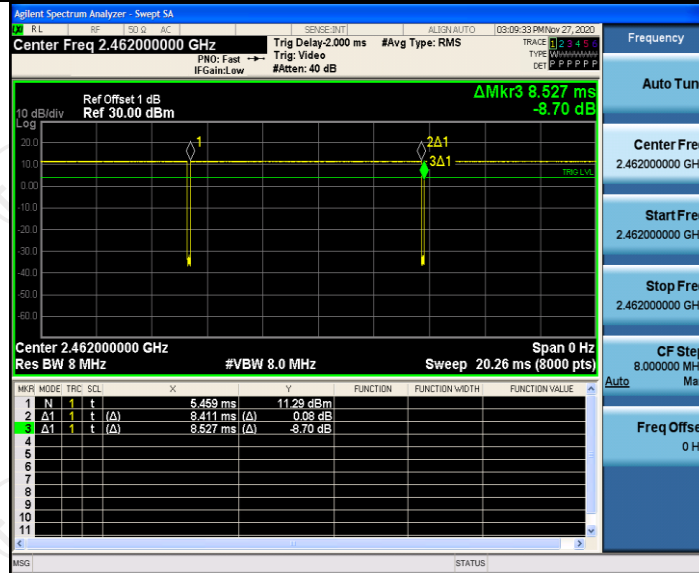 Agilent Spectrum Analyzer - Swept SA
RL RF 50 Ω AC SENSE:INT ALIGN AUTO 03:09:33 PM Nov 27, 2020
Center Freq 2.462000000 GHz
PNO: Fast
IFGain:Low
Trig Delay-2.000 ms
Trig: Video
#Atten: 40 dB
#Avg Type: RMS
TRACE 1 2 3 4 5 6
TYPE W
DET P P P P P P
ΔMkr3 8.527 ms
-8.70 dB
Ref Offset 1 dB
10 dB/div Ref 30.00 dBm
Log
20.0
10.0
0.00
-10.0
-20.0
-30.0
-40.0
-50.0
-60.0
1
2Δ1
3Δ1
TRIG LVL
Center 2.462000000 GHz Span 0 Hz
Res BW 8 MHz #VBW 8.0 MHz Sweep 20.26 ms (8000 pts)
MKR MODE TRC SCL X Y FUNCTION FUNCTION WIDTH FUNCTION VALUE
1 N 1 t 5.459 ms 11.29 dBm
2 Δ1 1 t (Δ) 8.411 ms (Δ) 0.08 dB
3 Δ1 1 t (Δ) 8.527 ms (Δ) -8.70 dB
4
5
6
7
8
9
10
11
MSG STATUS
Frequency
Auto Tun
Center Fre
2.462000000 GH
Start Fre
2.462000000 GH
Stop Fre
2.462000000 GH
CF Ste
8.000000 MH
Auto Ma
Freq Offse
0 H